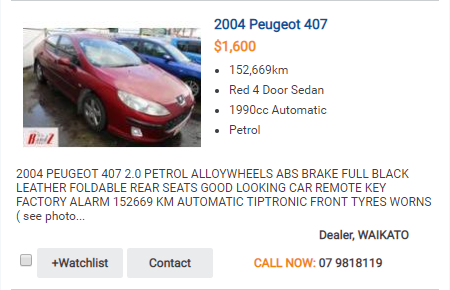 2004 Peugeot 407
$1,600
152,669km
Red 4 Door Sedan
1990cc Automatic
Petrol
2004 PEUGEOT 407 2.0 PETROL ALLOYWHEELS ABS BRAKE FULL BLACK
LEATHER FOLDABLE REAR SEATS GOOD LOOKING CAR REMOTE KEY
FACTORY ALARM 152669 KM AUTOMATIC TIPTRONIC FRONT TYRES WORNS
( see photo...
Dealer, WAIKATO
+Watchlist
Contact
CALL NOW: 07 9818119